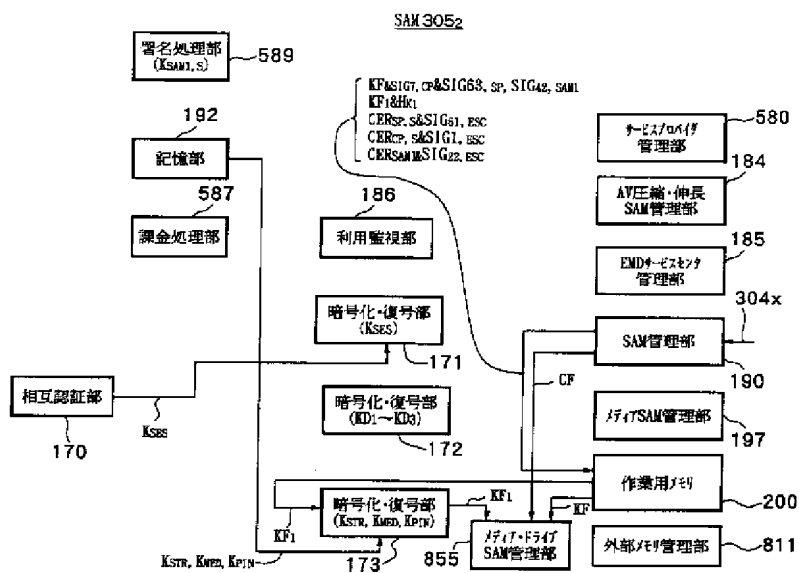 SAM 305₂
署名処理部
(KSAM1,S)
589
KF&SIG7,CP&SIG63,SP,SIG42,SAM1
KF1&HK1
CERSP,S&SIG61,ESC
CERCP,S&SIG1,ESC
CERSAM1&SIG22,ESC
192
記憶部
580
サービスプロバイダ
管理部
184
AV圧縮・伸長
SAM管理部
587
課金処理部
186
利用監視部
185
EMDサービスセンタ
管理部
暗号化・復号部
(KSES)
171
304x
SAM管理部
190
CF
相互認証部
170
KSES
暗号化・復号部
(KD1～KD3)
172
メディアSAM管理部
197
作業用メモリ
200
KF1
暗号化・復号部
(KSTR, KMED, KPIN)
173
KF1
KF
855
メディア・ドライブ
SAM管理部
外部メモリ管理部
811
KSTR, KMED, KPIN